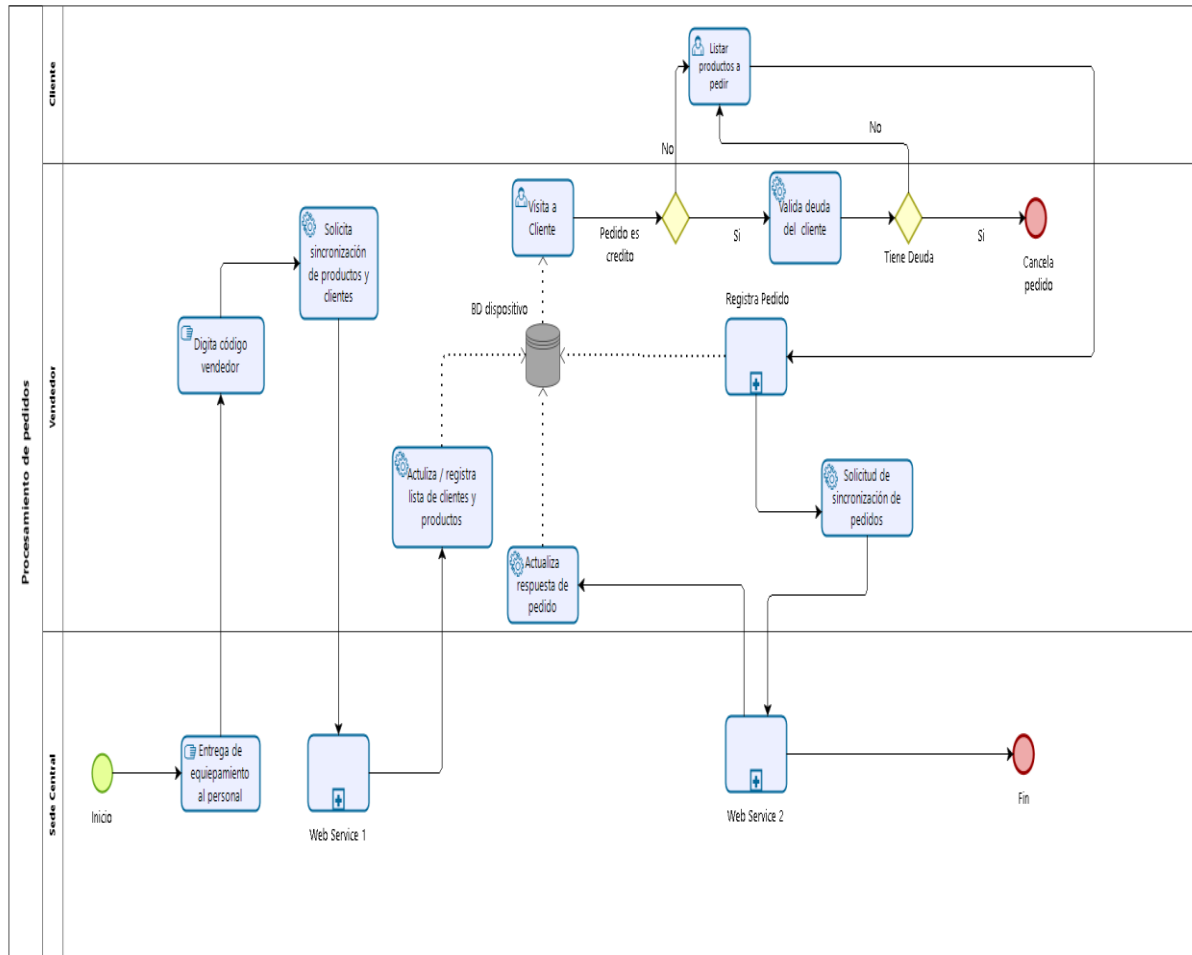 Procesamiento de pedidos
Cliente
Listar
productos a
pedir
No
No
Vendedor
Visita a
Cliente
Pedido es
credito
Si
Valida deuda
del cliente
Tiene Deuda
Si
Cancela
pedido
Solicita
sincronización
de productos y
clientes
BD dispositivo
Registra Pedido
Digita código
vendedor
Actuliza / registra
lista de clientes y
productos
Solicitud de
sincronización de
pedidos
Actualiza
respuesta de
pedido
Sede Central
Inicio
Entrega de
equiepamiento
al personal
Web Service 1
Web Service 2
Fin